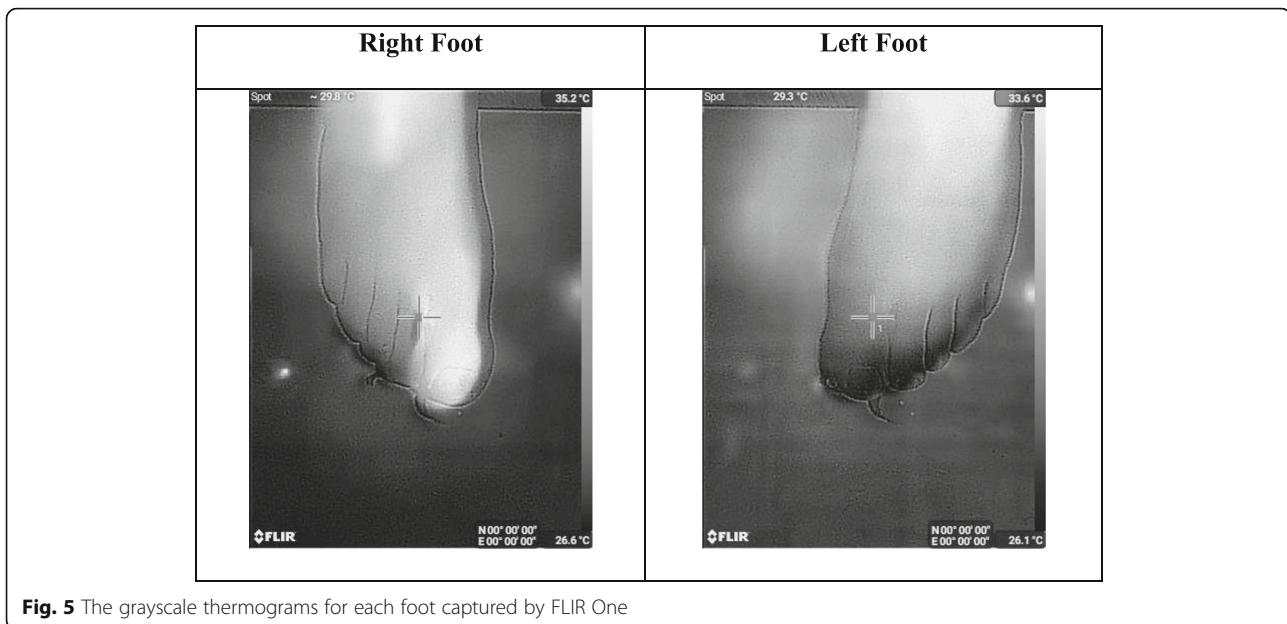 Right Foot
Left Foot
Spot ~ 29.8 °C 35.2 °C
N 00° 00' 00"
E 00° 00' 00"
FLIR
26.6 °C
Spot 29.3 °C 33.6 °C
1
N 00° 00' 00"
E 00° 00' 00"
FLIR
26.1 °C
Fig. 5 The grayscale thermograms for each foot captured by FLIR One